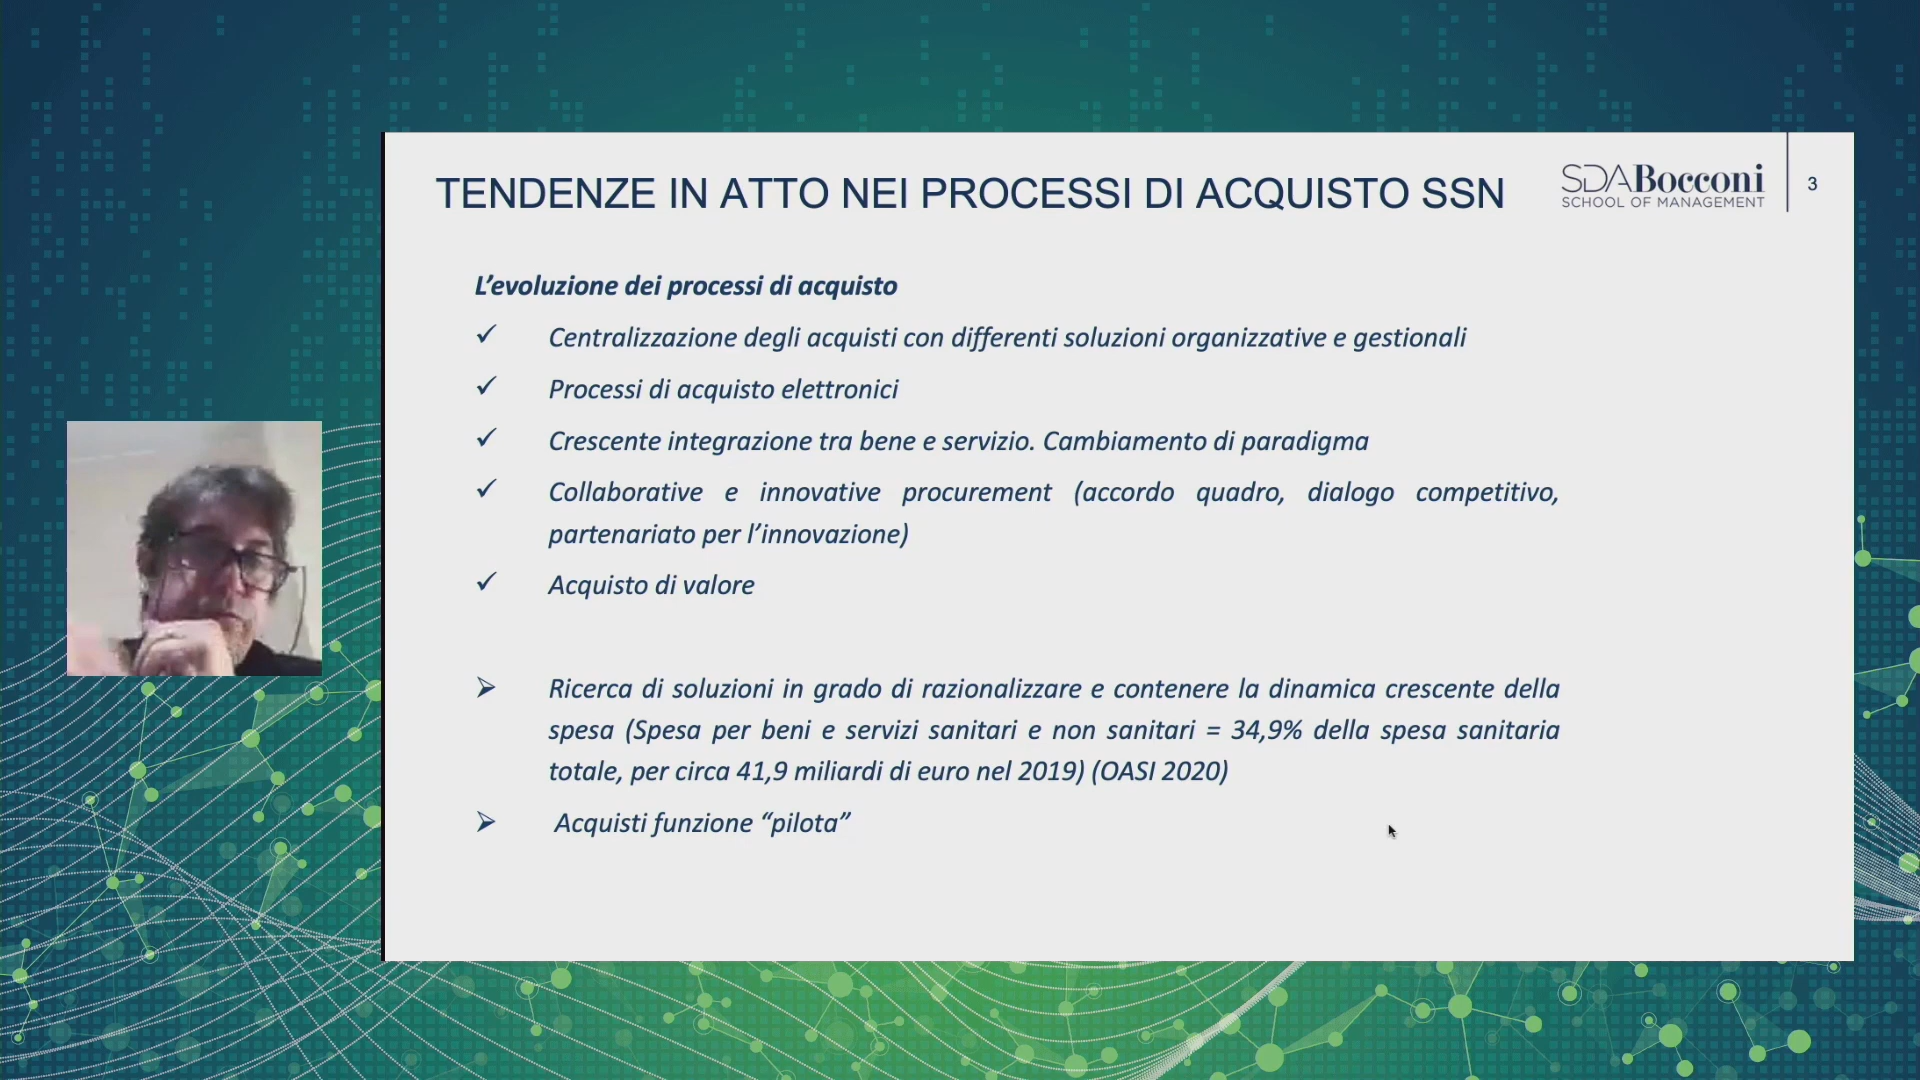 TENDENZE IN ATTO NEI PROCESSI DI ACQUISTO SSN
SDA Bocconi
SCHOOL OF MANAGEMENT
3
L’evoluzione dei processi di acquisto
✓ Centralizzazione degli acquisti con differenti soluzioni organizzative e gestionali
✓ Processi di acquisto elettronici
✓ Crescente integrazione tra bene e servizio. Cambiamento di paradigma
✓ Collaborative e innovative procurement (accordo quadro, dialogo competitivo,
partenariato per l’innovazione)
✓ Acquisto di valore
➢ Ricerca di soluzioni in grado di razionalizzare e contenere la dinamica crescente della
spesa (Spesa per beni e servizi sanitari e non sanitari = 34,9% della spesa sanitaria
totale, per circa 41,9 miliardi di euro nel 2019) (OASI 2020)
➢ Acquisti funzione “pilota”